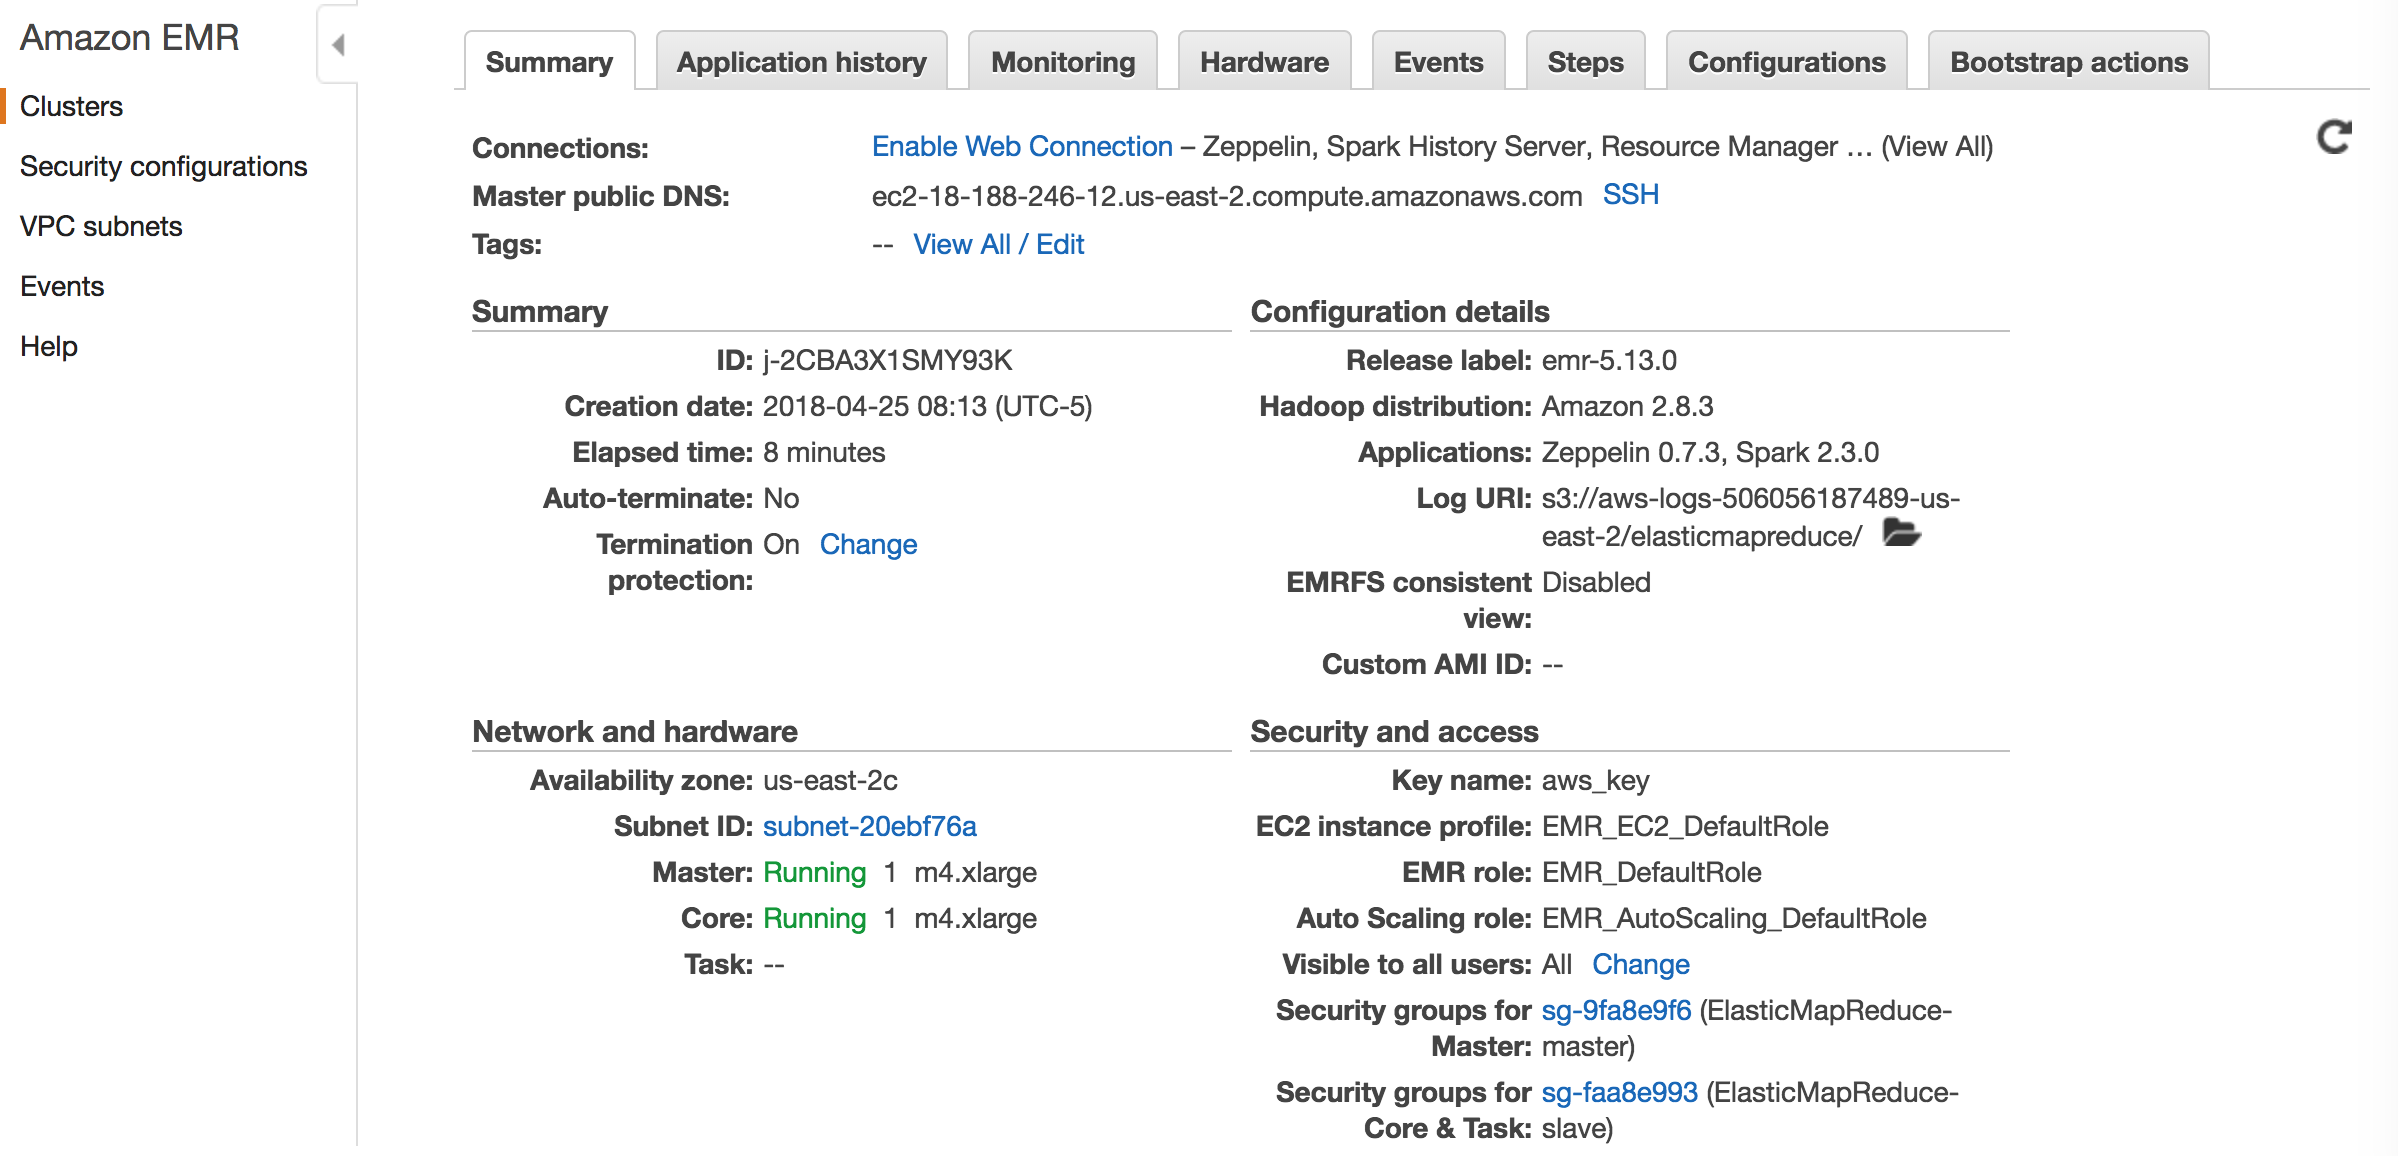 Amazon EMR
Clusters
Security configurations
VPC subnets
Events
Help
Summary
Application history
Monitoring
Hardware
Events
Steps
Configurations
Bootstrap actions
Connections: Enable Web Connection – Zeppelin, Spark History Server, Resource Manager … (View All)
Master public DNS: ec2-18-188-246-12.us-east-2.compute.amazonaws.com SSH
Tags: -- View All / Edit
Summary
ID: j-2CBA3X1SMY93K
Creation date: 2018-04-25 08:13 (UTC-5)
Elapsed time: 8 minutes
Auto-terminate: No
Termination On Change
protection:
Configuration details
Release label: emr-5.13.0
Hadoop distribution: Amazon 2.8.3
Applications: Zeppelin 0.7.3, Spark 2.3.0
Log URI: s3://aws-logs-506056187489-us-
east-2/elasticmapreduce/
EMRFS consistent Disabled
view:
Custom AMI ID: --
Network and hardware
Availability zone: us-east-2c
Subnet ID: subnet-20ebf76a
Master: Running 1 m4.xlarge
Core: Running 1 m4.xlarge
Task: --
Security and access
Key name: aws_key
EC2 instance profile: EMR_EC2_DefaultRole
EMR role: EMR_DefaultRole
Auto Scaling role: EMR_AutoScaling_DefaultRole
Visible to all users: All Change
Security groups for sg-9fa8e9f6 (ElasticMapReduce-
Master: master)
Security groups for sg-faa8e993 (ElasticMapReduce-
Core & Task: slave)